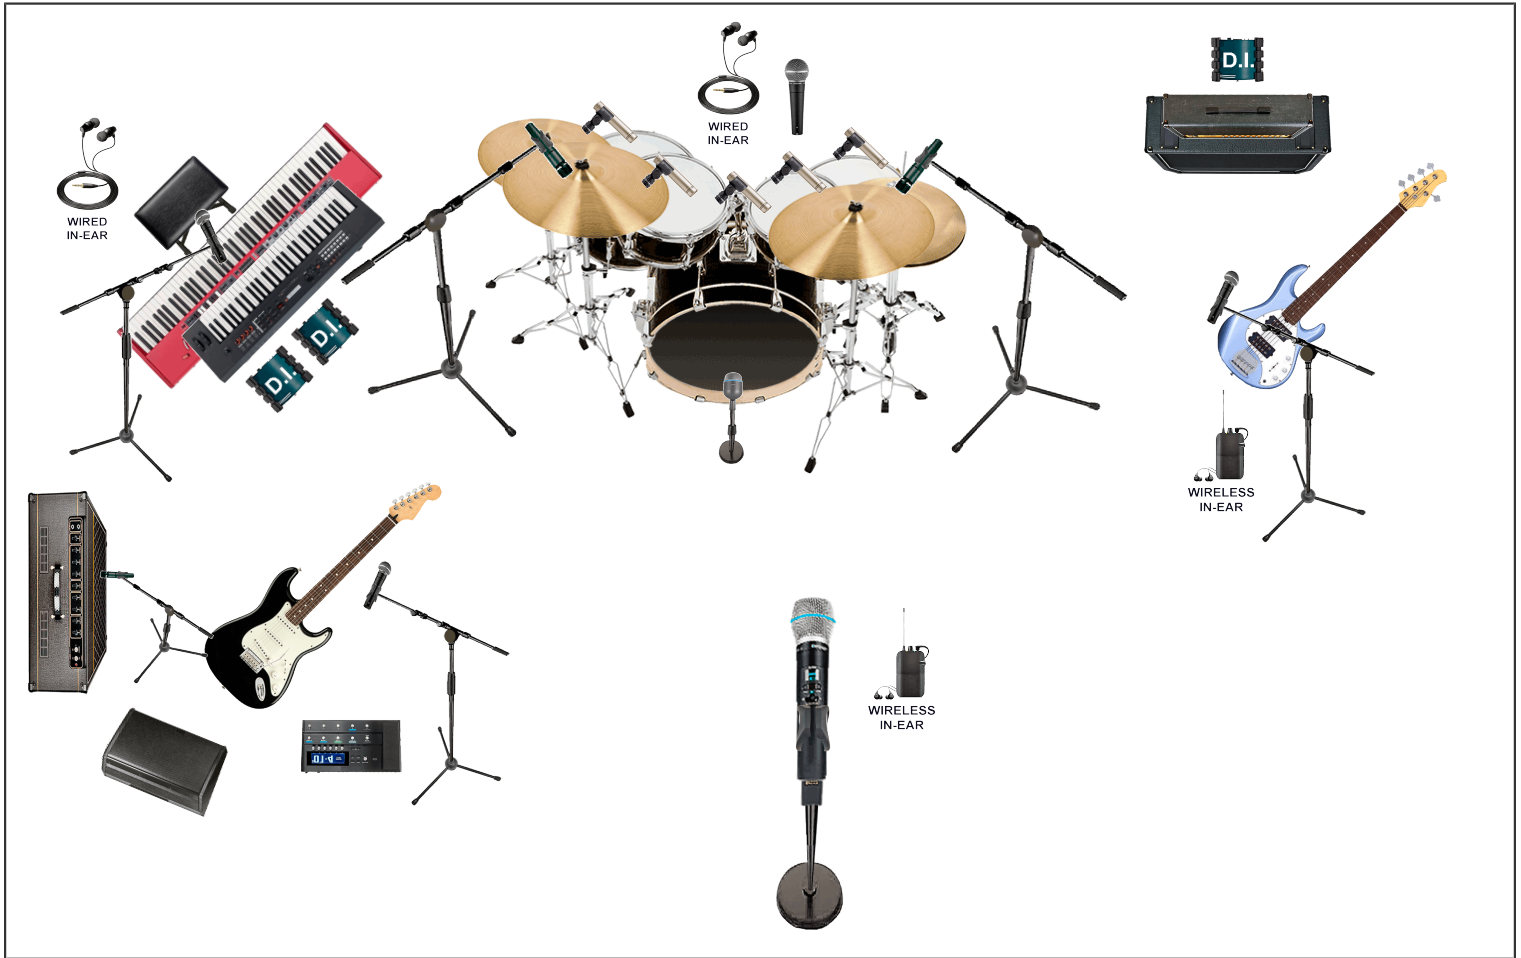 WIRED
IN-EAR
D.I.
WIRED
IN-EAR
D.I.
D.I.
WIRELESS
IN-EAR
WIRELESS
IN-EAR